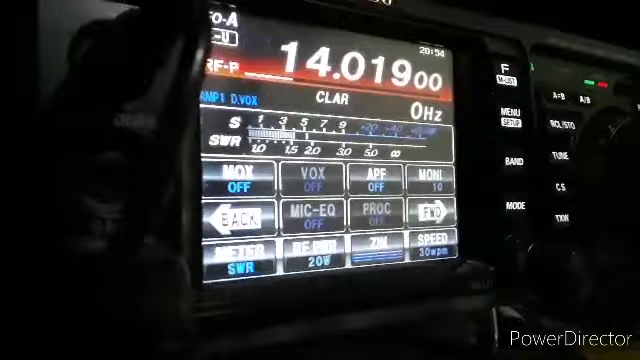 FO-A
-U 20:54
RF-P 14.019 00
AMP1 D.VOX CLAR 0Hz
S 1 3 5 7 9 +20 +40
SWR 1.0 1.5 2.0 3.0 5.0 ∞
MOX VOX APF MONI
OFF OFF OFF 10
BACK MIC-EQ PROC FWD
OFF OFF
METER RF PWR ZIN SPEED
SWR 20W 30wpm
F
M-LIST
MENU
SETUP
BAND
MODE
A=B A/B
RCL/STO
TUNE
C.S
TXW
PowerDirector